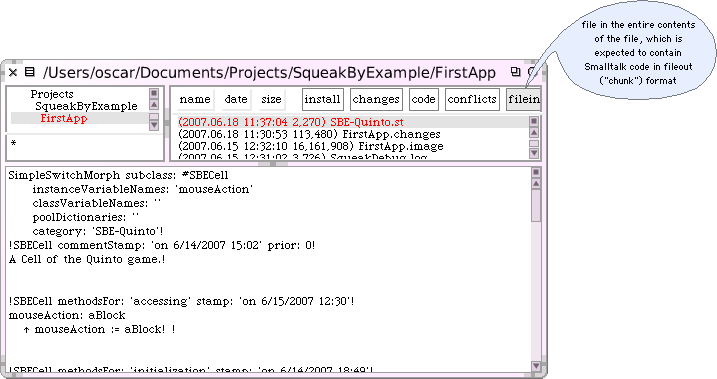 file in the entire contents
of the file, which is
expected to contain
Smalltalk code in fileout
("chunk") format
/Users/oscar/Documents/Projects/SqueakByExample/FirstApp
Projects
SqueakByExample
FirstApp
*
name date size install changes code conflicts filein
(2007.06.18 11:37:04 2,270) SBE-Quinto.st
(2007.06.18 11:30:53 113,480) FirstApp.changes
(2007.06.15 12:32:10 16,161,908) FirstApp.image
(2007.06.15 12:31:02 3,726) SqueakDebug.log
SimpleSwitchMorph subclass: #SBECell
instanceVariableNames: 'mouseAction'
classVariableNames: ''
poolDictionaries: ''
category: 'SBE-Quinto'!
!SBECell commentStamp: 'on 6/14/2007 15:02' prior: 0!
A Cell of the Quinto game.!
!SBECell methodsFor: 'accessing' stamp: 'on 6/15/2007 12:30'!
mouseAction: aBlock
↑ mouseAction := aBlock! !
!SBECell methodsFor: 'initialization' stamp: 'on 6/14/2007 18:49'!